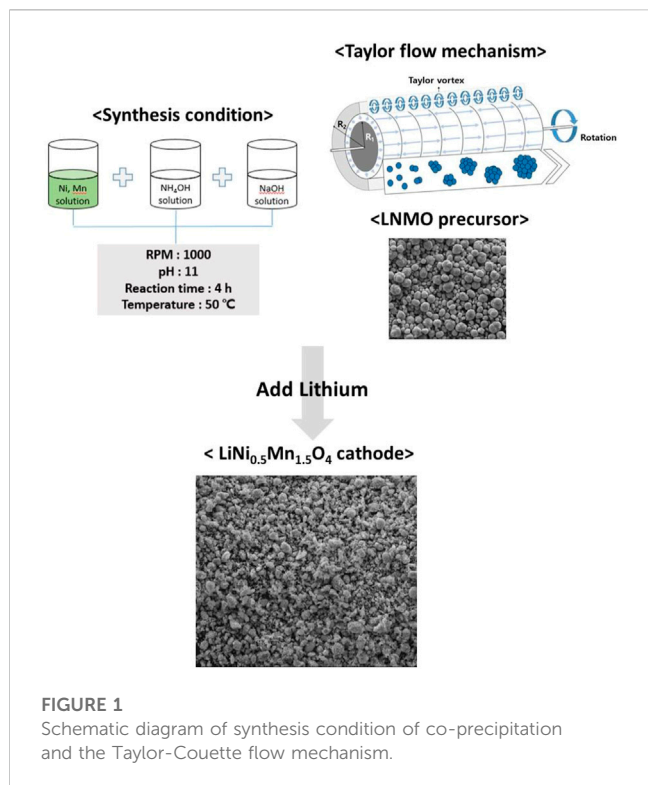 <Taylor flow mechanism>
Taylor vortex
R₂
R₁
Rotation
<Synthesis condition>
Ni, Mn
solution
NH₄OH
solution
NaOH
solution
RPM : 1000
pH : 11
Reaction time : 4 h
Temperature : 50 ℃
<LNMO precursor>
Add Lithium
< LiNi₀.₅Mn₁.₅O₄ cathode>
FIGURE 1
Schematic diagram of synthesis condition of co-precipitation
and the Taylor-Couette flow mechanism.